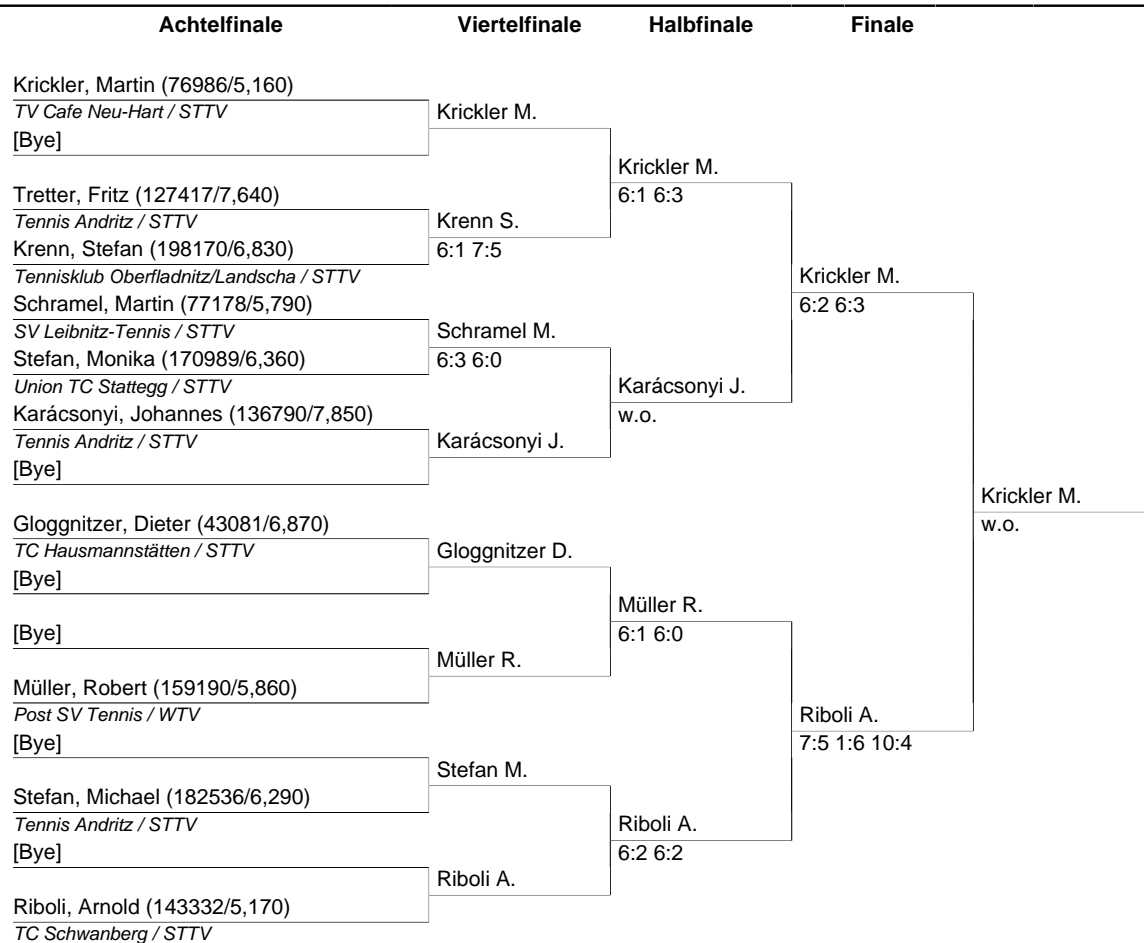 Achtelfinale Viertelfinale Halbfinale Finale
Krickler, Martin (76986/5,160)
TV Cafe Neu-Hart / STTV Krickler M.
[Bye]
Krickler M.
Tretter, Fritz (127417/7,640) 6:1 6:3
Tennis Andritz / STTV Krenn S.
Krenn, Stefan (198170/6,830) 6:1 7:5
Tennisklub Oberfladnitz/Landscha / STTV Krickler M.
Schramel, Martin (77178/5,790) 6:2 6:3
SV Leibnitz-Tennis / STTV Schramel M.
Stefan, Monika (170989/6,360) 6:3 6:0
Union TC Stattegg / STTV Karácsonyi J.
Karácsonyi, Johannes (136790/7,850) w.o.
Tennis Andritz / STTV Karácsonyi J.
[Bye]
Krickler M.
Gloggnitzer, Dieter (43081/6,870) w.o.
TC Hausmannstätten / STTV Gloggnitzer D.
[Bye]
Müller R.
[Bye] 6:1 6:0
Müller R.
Müller, Robert (159190/5,860)
Post SV Tennis / WTV Riboli A.
[Bye] 7:5 1:6 10:4
Stefan M.
Stefan, Michael (182536/6,290)
Tennis Andritz / STTV Riboli A.
[Bye] 6:2 6:2
Riboli A.
Riboli, Arnold (143332/5,170)
TC Schwanberg / STTV